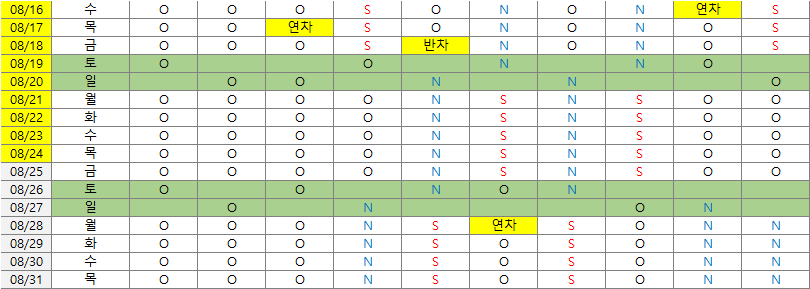 08/16 수 O O O S O N O N 연차 S
08/17 목 O O 연차 S O N O N O S
08/18 금 O O O S 반차 N O N O S
08/19 토 O O N N O
08/20 일 O O N N O
08/21 월 O O O O N S N S O O
08/22 화 O O O O N S N S O O
08/23 수 O O O O N S N S O O
08/24 목 O O O O N S N S O O
08/25 금 O O O O N S N S O O
08/26 토 O O N O N
08/27 일 O N O N
08/28 월 O O O N S 연차 S O N N
08/29 화 O O O N S O S O N N
08/30 수 O O O N S O S O N N
08/31 목 O O O N S O S O N N